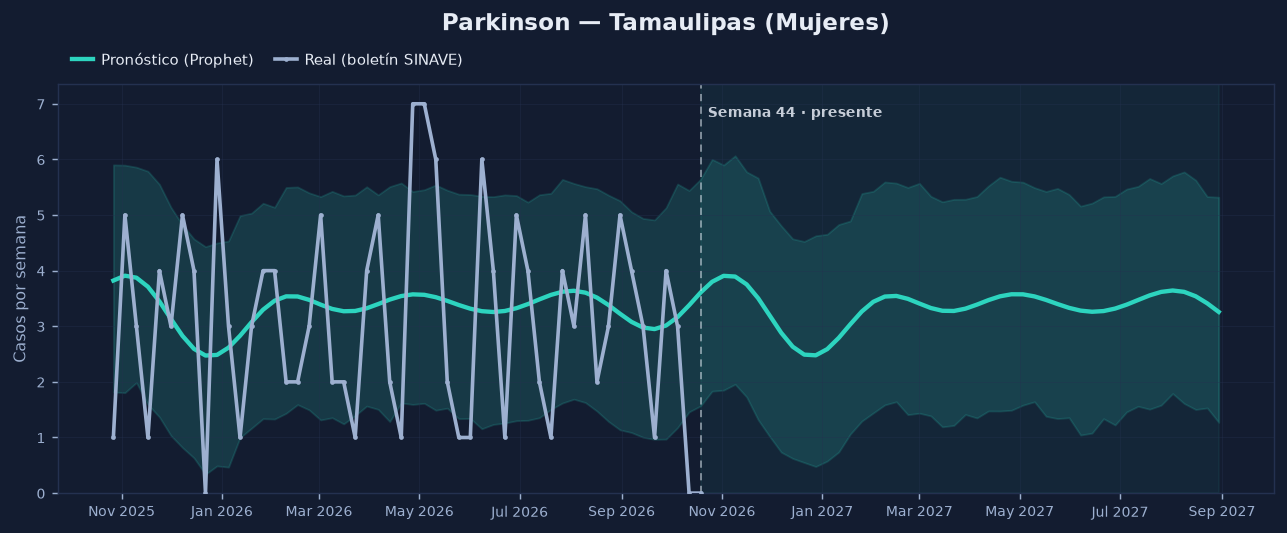 Parkinson — Tamaulipas (Mujeres)
Pronóstico (Prophet) Real (boletín SINAVE)
Semana 44 · presente
Casos por semana
7
6
5
4
3
2
1
0
Nov 2025 Jan 2026 Mar 2026 May 2026 Jul 2026 Sep 2026 Nov 2026 Jan 2027 Mar 2027 May 2027 Jul 2027 Sep 2027